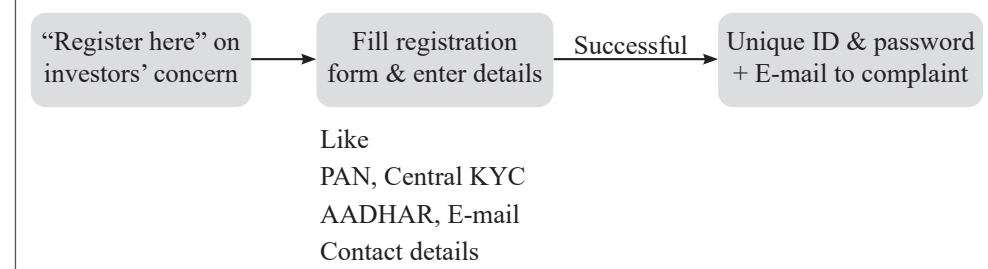 “Register here” on
investors’ concern
Fill registration
form & enter details
Successful
Unique ID & password
+ E-mail to complaint
Like
PAN, Central KYC
AADHAR, E-mail
Contact details